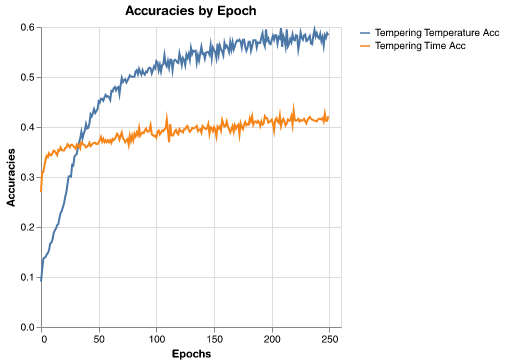 Accuracies by Epoch
Tempering Temperature Acc
Tempering Time Acc
Accuracies
0.6
0.5
0.4
0.3
0.2
0.1
0.0
0 50 100 150 200 250
Epochs